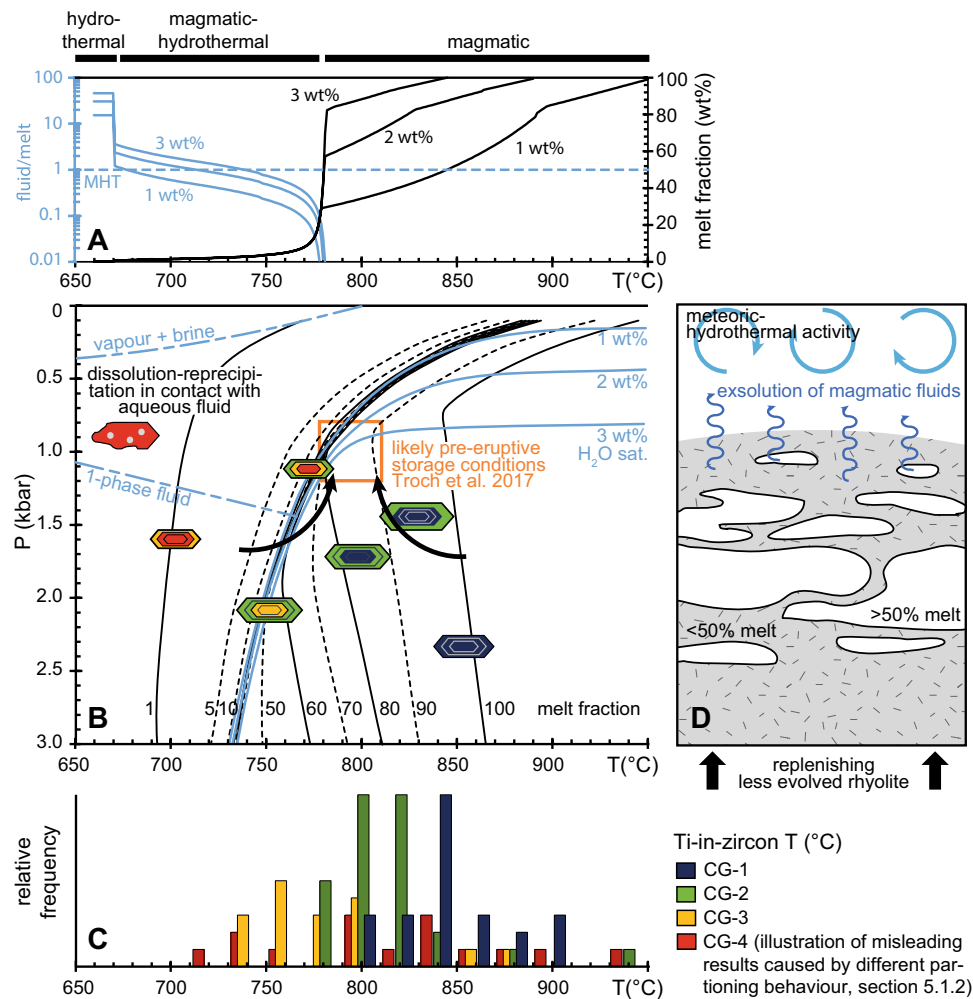 hydro-
thermal
magmatic-
hydrothermal
magmatic
100
10
1
0.1
0.01
fluid/melt
3 wt%
1 wt%
MHT
A
3 wt%
2 wt%
1 wt%
100
80
60
40
20
0
melt fraction (wt%)
650
700
750
800
850
900
T(°C)
0
0.5
1.0
1.5
2.0
2.5
3.0
P (kbar)
vapour + brine
dissolution-reprecipi-
tation in contact with
aqueous fluid
1-phase fluid
1 wt%
2 wt%
3 wt%
H2O sat.
likely pre-eruptive
storage conditions
Troch et al. 2017
B
1
5
10
50
60
70
80
90
100
melt fraction
650
700
750
800
850
900
T(°C)
relative
frequency
C
650
700
750
800
850
900
T(°C)
meteoric-
hydrothermal activity
exsolution of magmatic fluids
<50% melt
>50% melt
D
replenishing
less evolved rhyolite
Ti-in-zircon T (°C)
CG-1
CG-2
CG-3
CG-4 (illustration of misleading
results caused by different par-
tioning behaviour, section 5.1.2)